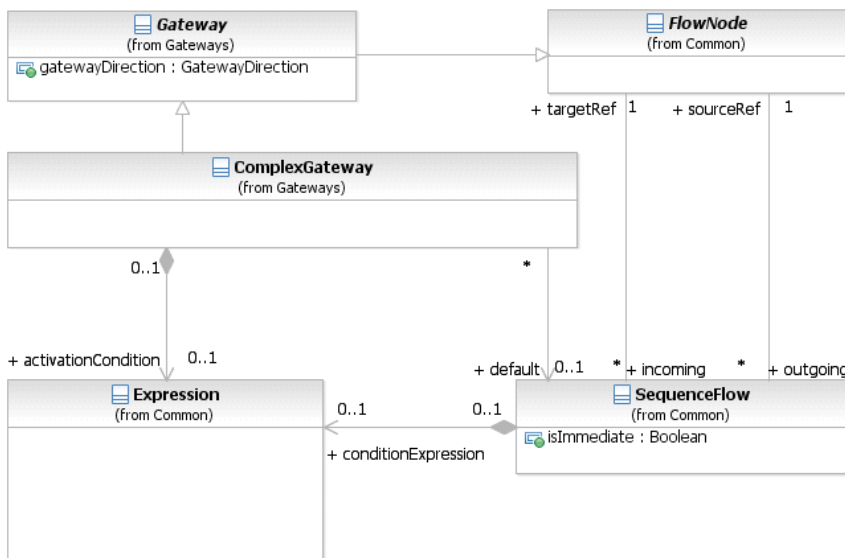 Gateway
(from Gateways)
gatewayDirection : GatewayDirection
FlowNode
(from Common)
+ targetRef 1
+ sourceRef 1
ComplexGateway
(from Gateways)
0..1
*
+ activationCondition 0..1
+ default 0..1
* + incoming
* + outgoing
Expression
(from Common)
0..1
0..1
+ conditionExpression
SequenceFlow
(from Common)
isImmediate : Boolean